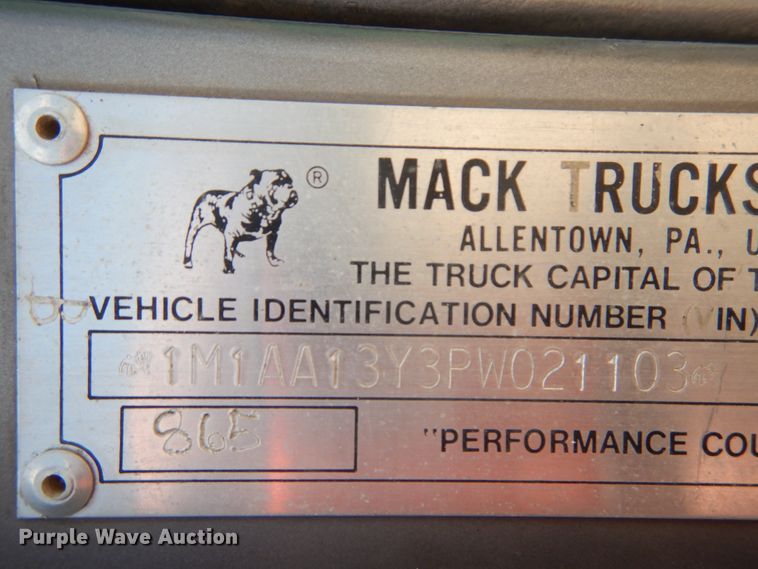 ®
MACK TRUCKS
ALLENTOWN, PA., U
THE TRUCK CAPITAL OF T
VEHICLE IDENTIFICATION NUMBER (VIN)
1M1AA13Y3PW021103
865
"PERFORMANCE COU
Purple Wave Auction